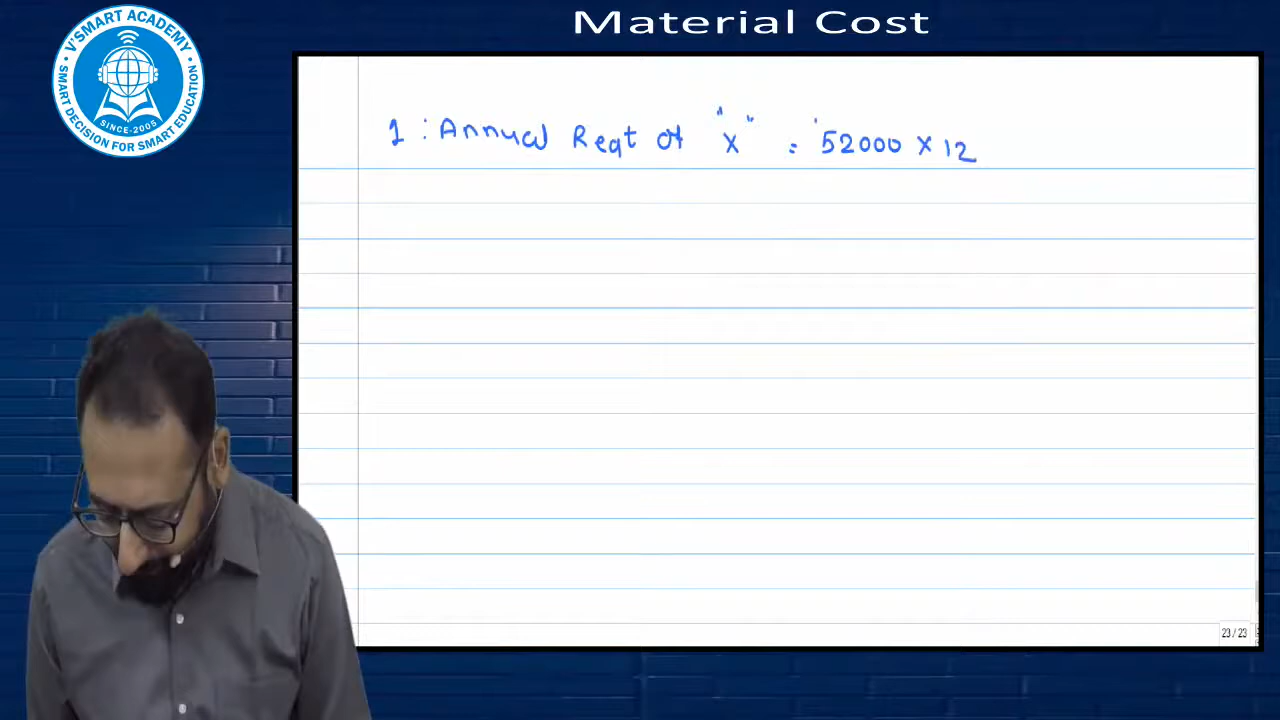 Material Cost
V'SMART ACADEMY
SINCE-2005
SMART DECISION FOR SMART EDUCATION
1 : Annual Reqt of "X" = 52000 × 12
23/23